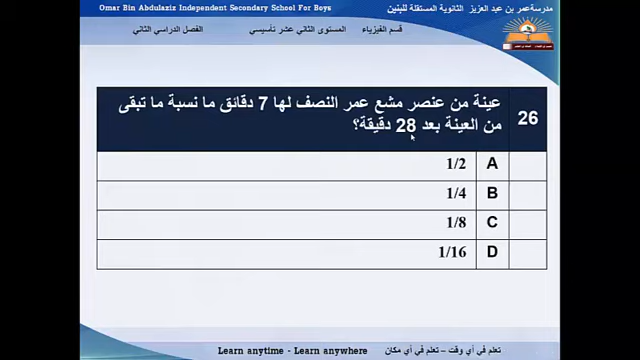 Omar Bin Abdulaziz Independent Secondary School For Boys
مدرسة عمر بن عبد العزيز الثانوية المستقلة للبنين
قسم الفيزياء المستوى الثاني عشر تأسيسي الفصل الدراسي الثاني
26
عينة من عنصر مشع عمر النصف لها 7 دقائق ما نسبة ما تبقى
من العينة بعد 28 دقيقة؟
A 1/2
B 1/4
C 1/8
D 1/16
Learn anytime - Learn anywhere
تعلم في أي وقت – تعلم في أي مكان